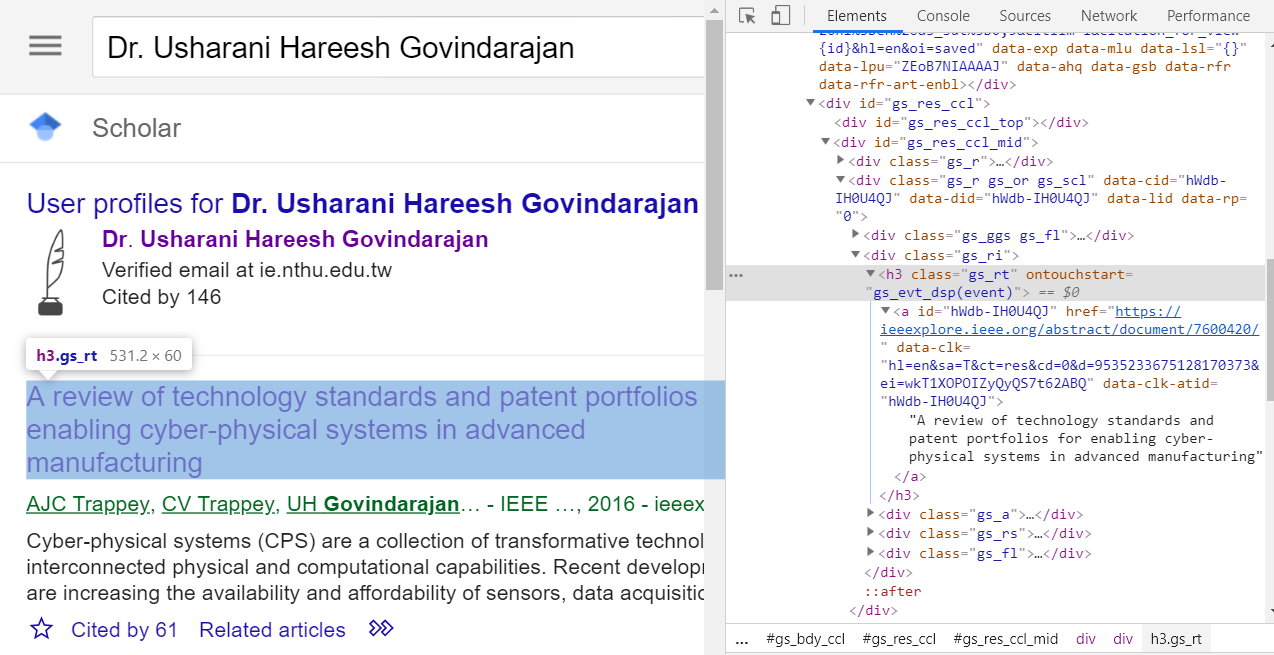 Dr. Usharani Hareesh Govindarajan
Scholar
User profiles for Dr. Usharani Hareesh Govindarajan
Dr. Usharani Hareesh Govindarajan
Verified email at ie.nthu.edu.tw
Cited by 146
h3.gs_rt 531.2 × 60
A review of technology standards and patent portfolios
enabling cyber-physical systems in advanced
manufacturing
AJC Trappey, CV Trappey, UH Govindarajan… - IEEE …, 2016 - ieeex
Cyber-physical systems (CPS) are a collection of transformative technol
interconnected physical and computational capabilities. Recent develop
are increasing the availability and affordability of sensors, data acquisitio
Cited by 61 Related articles
Elements Console Sources Network Performance
{id}&hl=en&oi=saved" data-exp data-mlu data-lsl="{}"
data-lpu="ZEoB7NIAAAAJ" data-ahq data-gsb data-rfr
data-rfr-art-enbl></div>
<div id="gs_res_ccl">
<div id="gs_res_ccl_top"></div>
<div id="gs_res_ccl_mid">
<div class="gs_r">…</div>
<div class="gs_r gs_or gs_scl" data-cid="hWdb-
IH0U4QJ" data-did="hWdb-IH0U4QJ" data-lid data-rp=
"0">
<div class="gs_ggs gs_fl">…</div>
<div class="gs_ri">
<h3 class="gs_rt" ontouchstart=
"gs_evt_dsp(event)"> == $0
<a id="hWdb-IH0U4QJ" href="https://
ieeexplore.ieee.org/abstract/document/7600420/
" data-clk=
"hl=en&sa=T&ct=res&cd=0&d=9535233675128170373&
ei=wkT1XOPOIZyQyQS7t62ABQ" data-clk-atid=
"hWdb-IH0U4QJ">
"A review of technology standards and
patent portfolios for enabling cyber-
physical systems in advanced manufacturing"
</a>
</h3>
<div class="gs_a">…</div>
<div class="gs_rs">…</div>
<div class="gs_fl">…</div>
</div>
::after
</div>
... #gs_bdy_ccl #gs_res_ccl #gs_res_ccl_mid div div h3.gs_rt